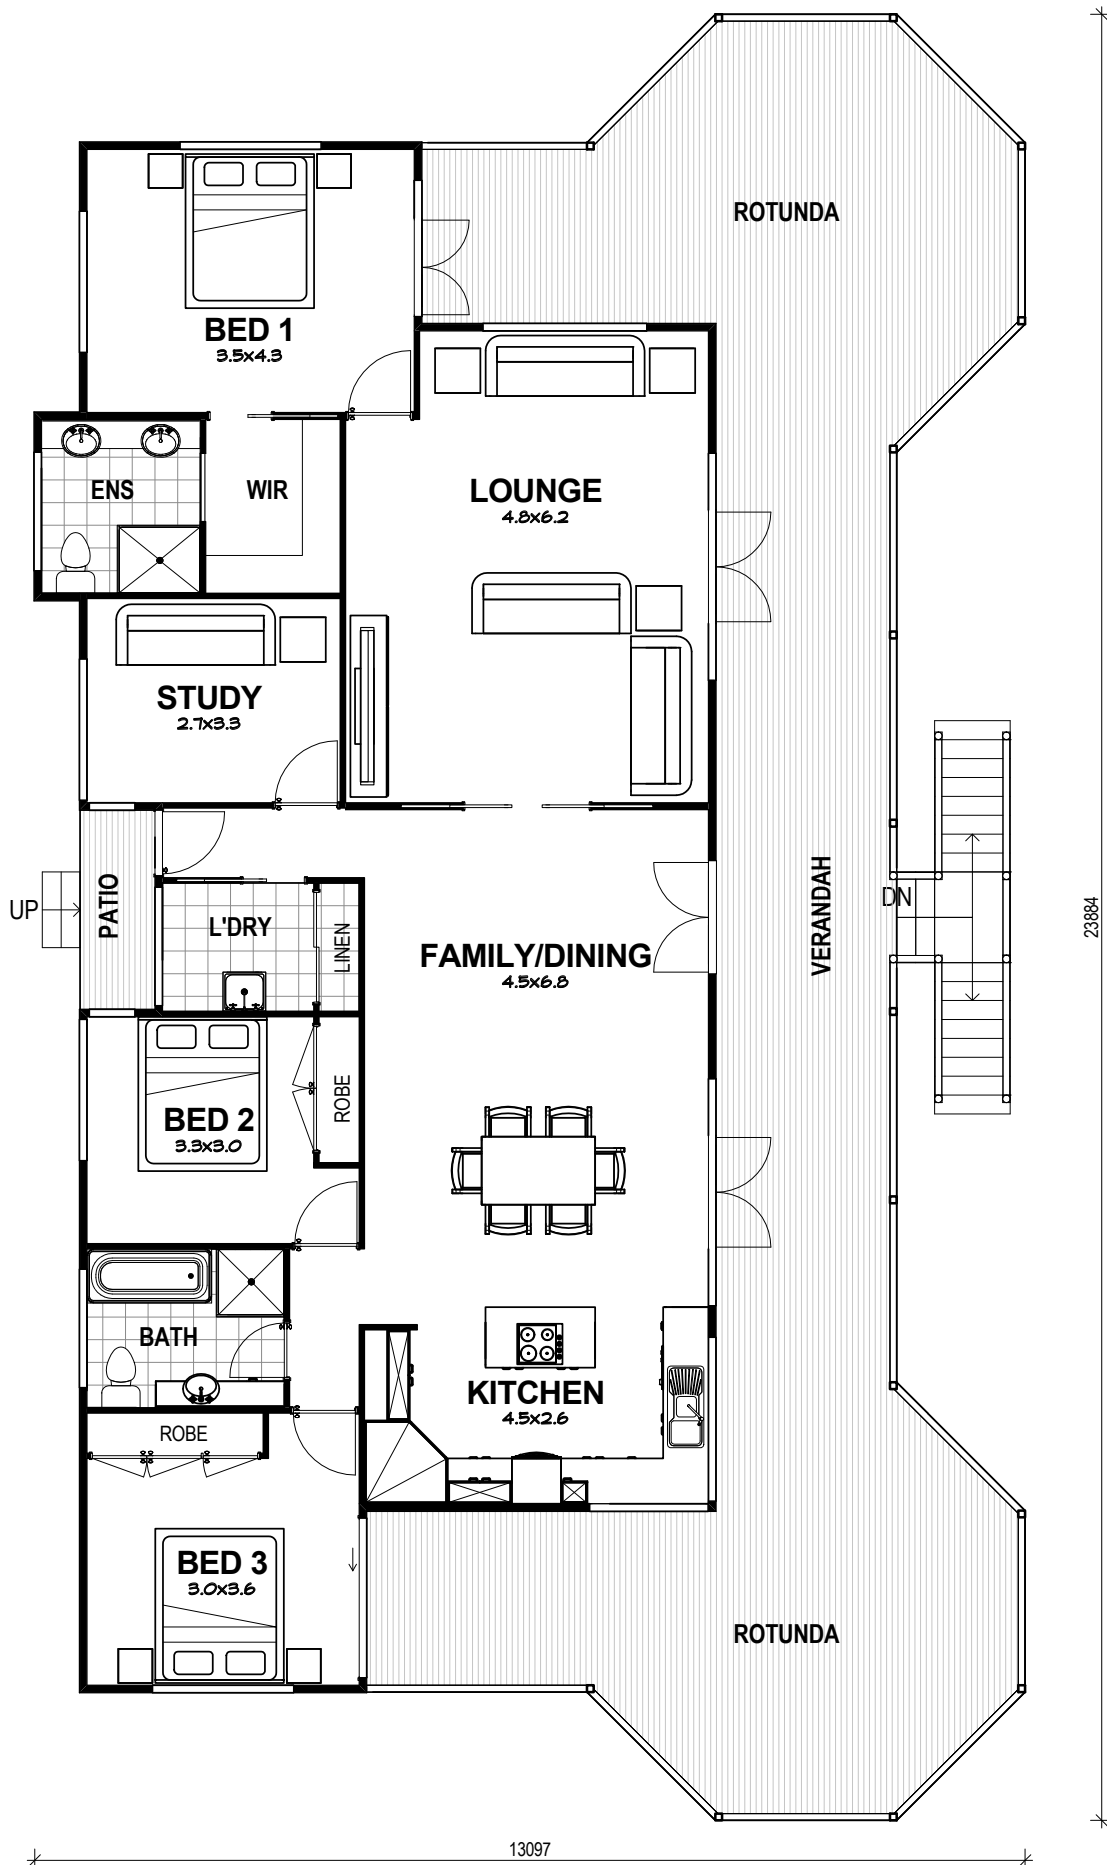 ROTUNDA
BED 1
3.5x4.3
ENS
WIR
LOUNGE
4.8x6.2
STUDY
2.7x3.3
UP
PATIO
L'DRY
LINEN
FAMILY/DINING
4.5x6.8
VERANDAH
DN
23884
BED 2
3.3x3.0
ROBE
BATH
KITCHEN
4.5x2.6
ROBE
BED 3
3.0x3.6
ROTUNDA
13097